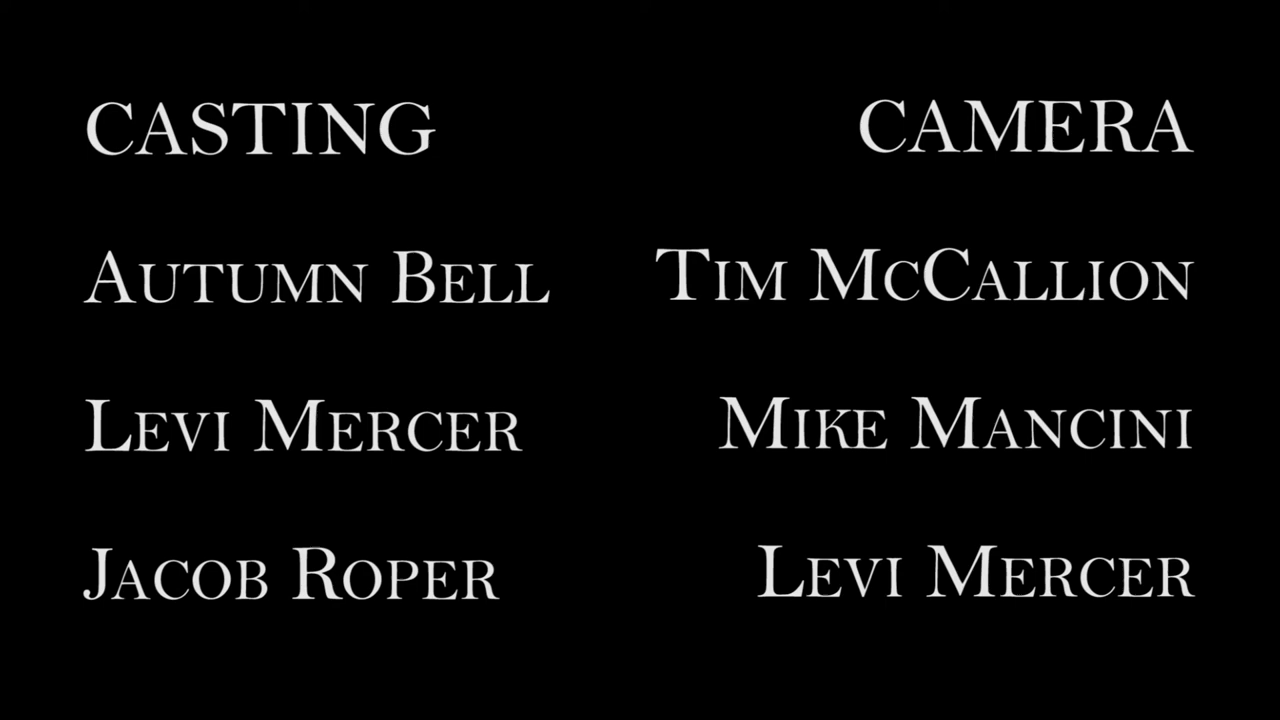 CASTING
AUTUMN BELL
LEVI MERCER
JACOB ROPER
CAMERA
TIM MCCALLION
MIKE MANCINI
LEVI MERCER